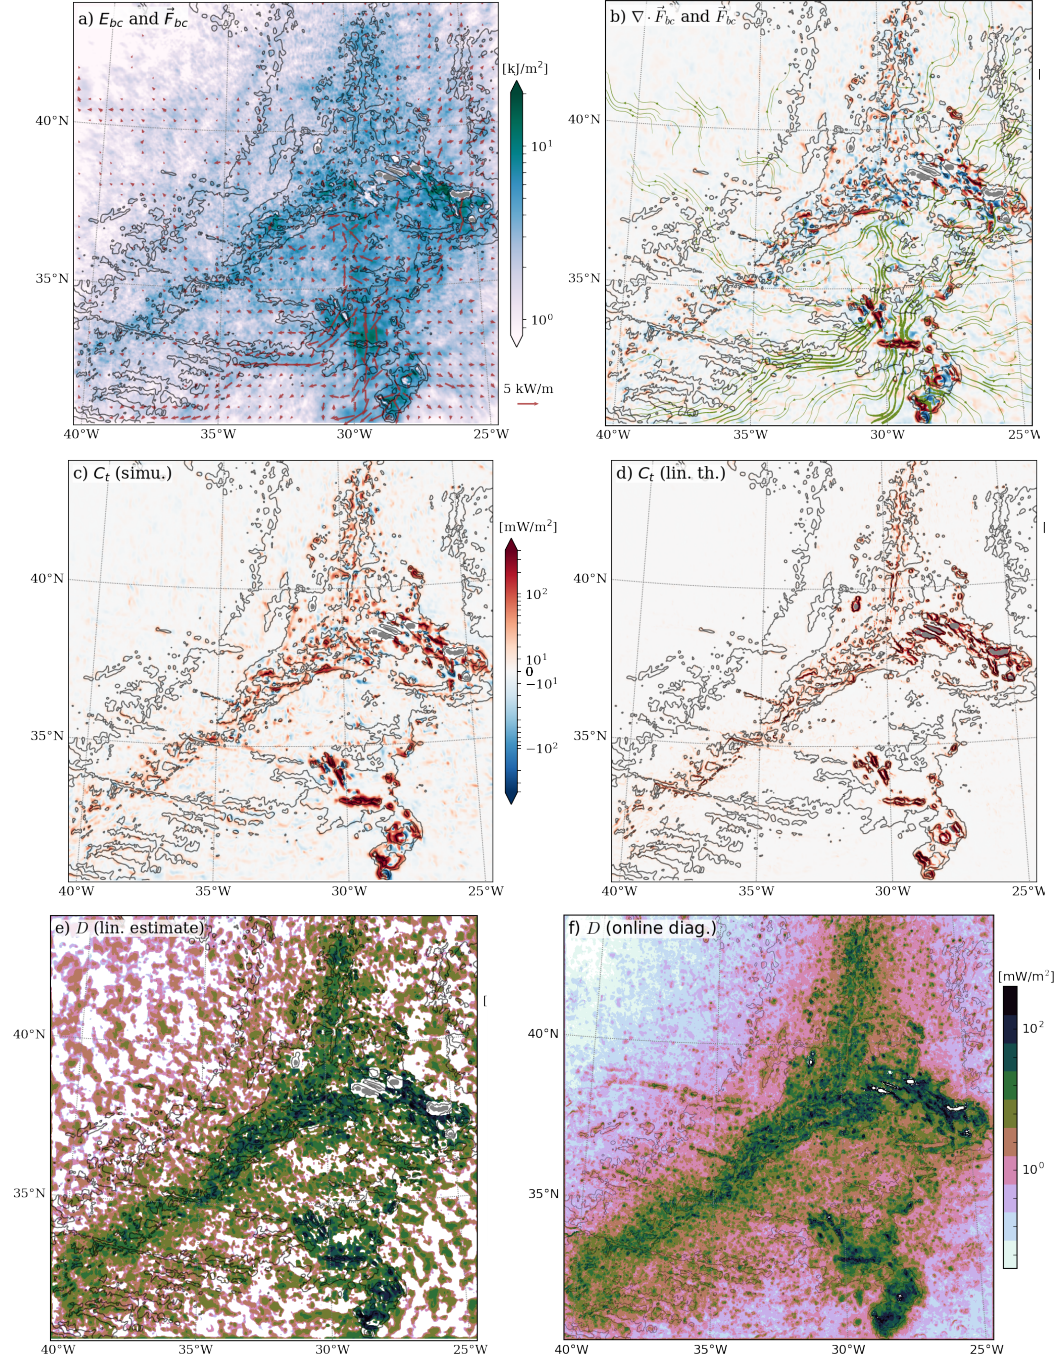 a) E_bc and F⃗_bc
b) ∇ · F⃗_bc and F⃗_bc
[kJ/m²]
[
10¹
10⁰
5 kW/m
40°N
35°N
40°W 35°W 30°W 25°W
40°N
35°N
40°W 35°W 30°W 25°W
c) C_t (simu.)
d) C_t (lin. th.)
[mW/m²]
[
10²
10¹
0
−10¹
−10²
40°N
35°N
40°W 35°W 30°W 25°W
40°N
35°N
40°W 35°W 30°W 25°W
e) D (lin. estimate)
f) D (online diag.)
[
[mW/m²]
10²
10⁰
40°N
35°N
40°W 35°W 30°W 25°W
40°N
35°N
40°W 35°W 30°W 25°W